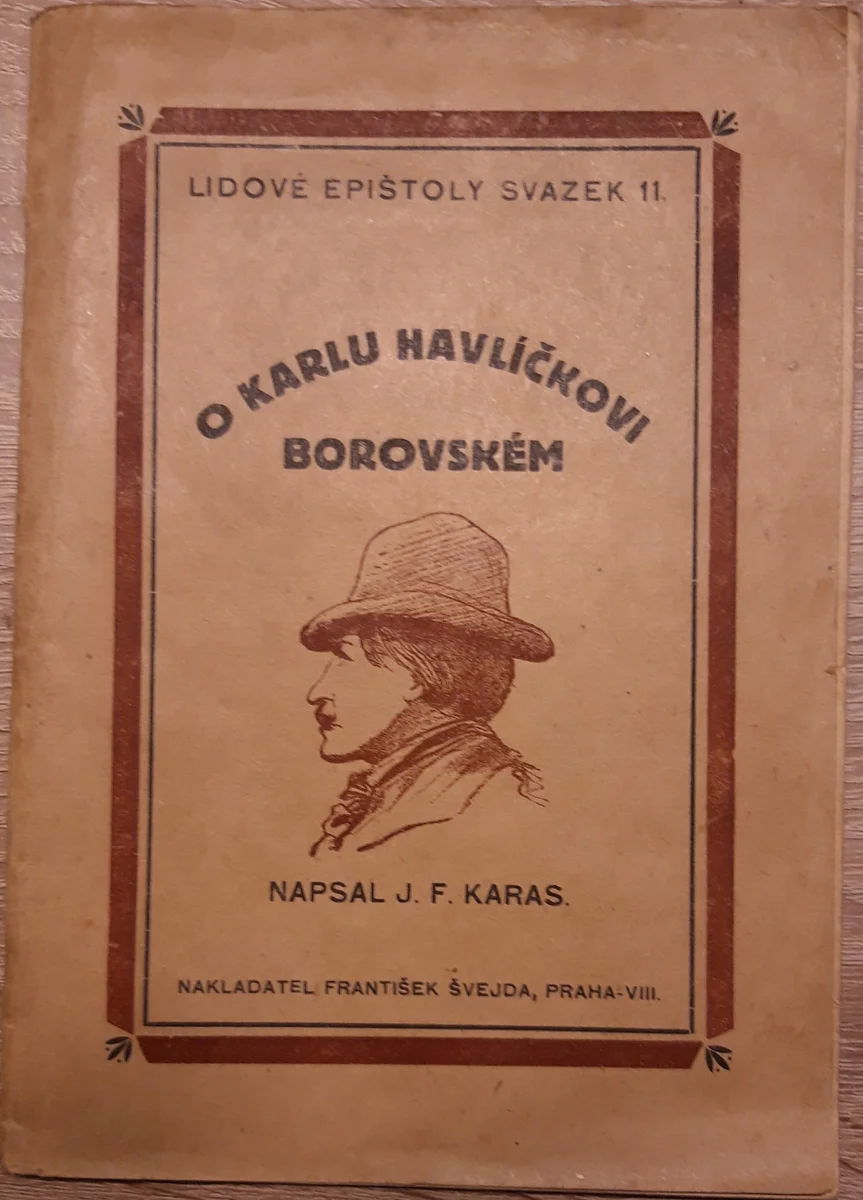 LIDOVÉ EPIŠTOLY SVAZEK 11.
O KARLU HAVLÍČKOVI
BOROVSKÉM
NAPSAL J. F. KARAS.
NAKLADATEL FRANTIŠEK ŠVEJDA, PRAHA-VIII.